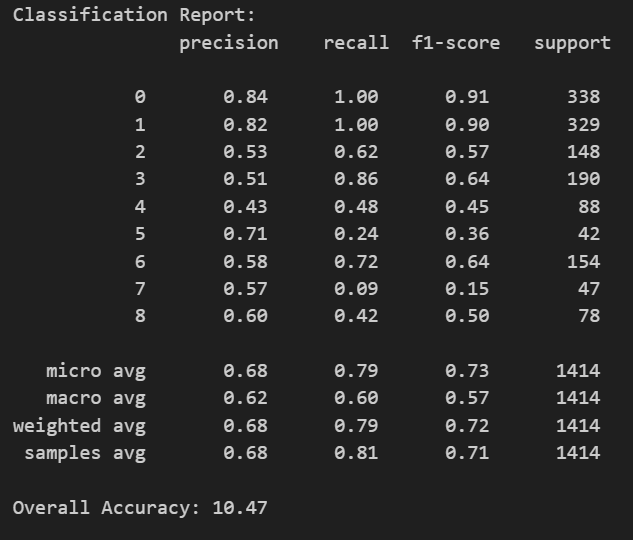 Classification Report:
precision recall f1-score support
0 0.84 1.00 0.91 338
1 0.82 1.00 0.90 329
2 0.53 0.62 0.57 148
3 0.51 0.86 0.64 190
4 0.43 0.48 0.45 88
5 0.71 0.24 0.36 42
6 0.58 0.72 0.64 154
7 0.57 0.09 0.15 47
8 0.60 0.42 0.50 78
micro avg 0.68 0.79 0.73 1414
macro avg 0.62 0.60 0.57 1414
weighted avg 0.68 0.79 0.72 1414
samples avg 0.68 0.81 0.71 1414
Overall Accuracy: 10.47